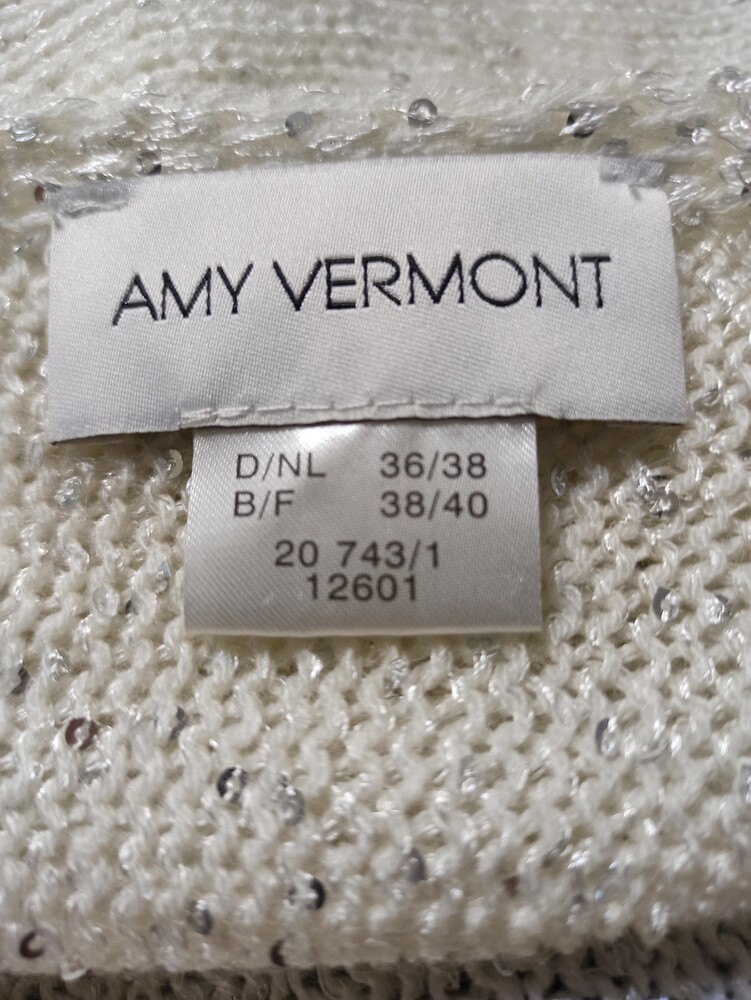 AMY VERMONT
D/NL 36/38
B/F 38/40
20 743/1
12601